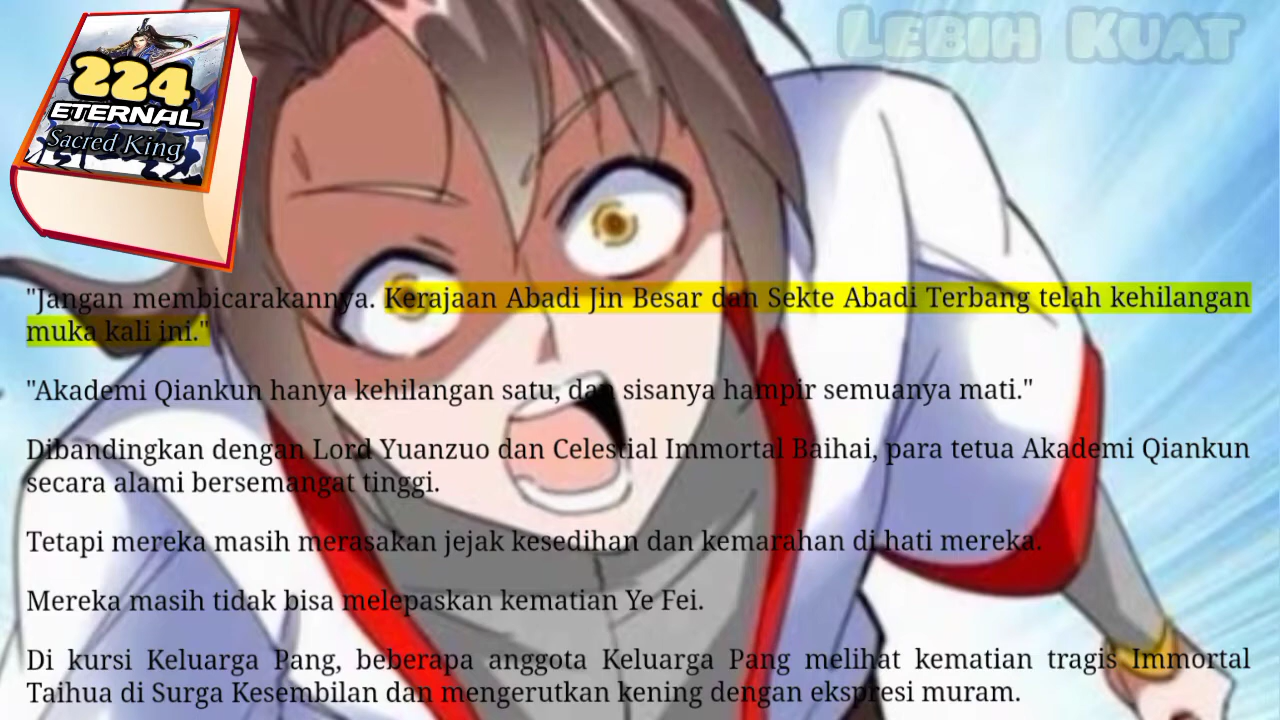 LEBIH KUAT
224
ETERNAL
Sacred King
"Jangan membicarakannya. Kerajaan Abadi Jin Besar dan Sekte Abadi Terbang telah kehilangan
muka kali ini."
"Akademi Qiankun hanya kehilangan satu, dan sisanya hampir semuanya mati."
Dibandingkan dengan Lord Yuanzuo dan Celestial Immortal Baihai, para tetua Akademi Qiankun
secara alami bersemangat tinggi.
Tetapi mereka masih merasakan jejak kesedihan dan kemarahan di hati mereka.
Mereka masih tidak bisa melepaskan kematian Ye Fei.
Di kursi Keluarga Pang, beberapa anggota Keluarga Pang melihat kematian tragis Immortal
Taihua di Surga Kesembilan dan mengerutkan kening dengan ekspresi muram.